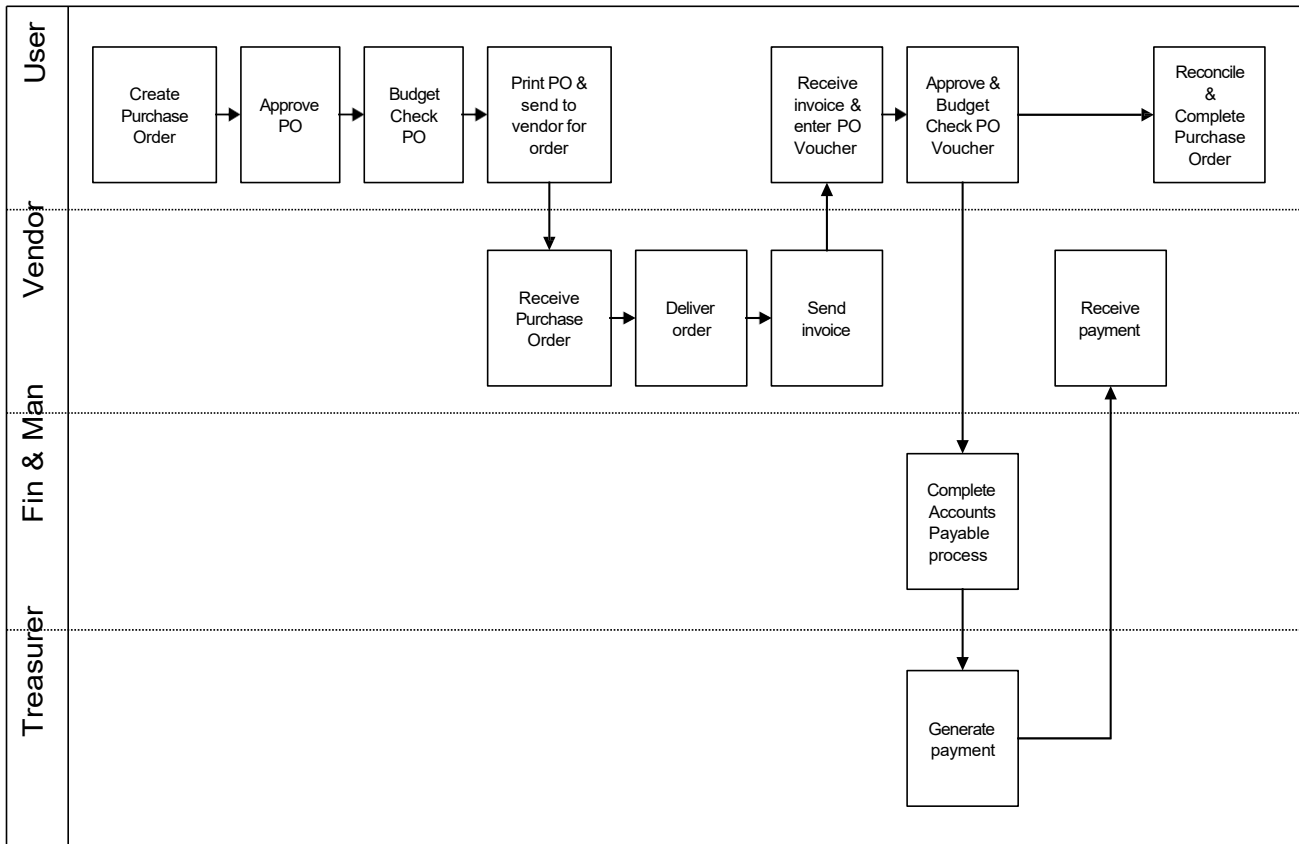 User
Create
Purchase
Order
Approve
PO
Budget
Check
PO
Print PO &
send to
vendor for
order
Receive
invoice &
enter PO
Voucher
Approve &
Budget
Check PO
Voucher
Reconcile
&
Complete
Purchase
Order
Vendor
Receive
Purchase
Order
Deliver
order
Send
invoice
Receive
payment
Fin & Man
Complete
Accounts
Payable
process
Treasurer
Generate
payment